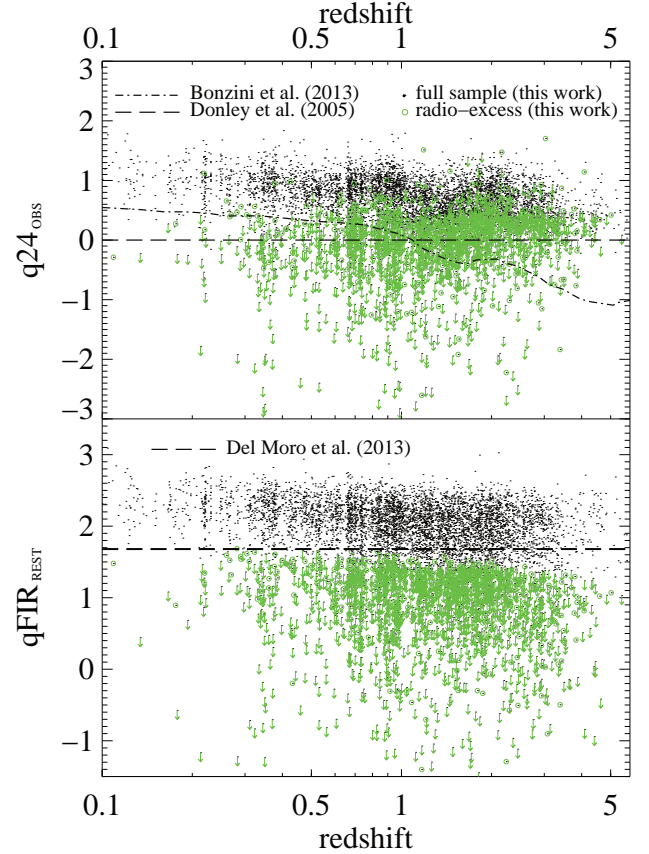 redshift
0.1 0.5 1 5
3
Bonzini et al. (2013) full sample (this work)
Donley et al. (2005) radio−excess (this work)
2
1
0
−1
−2
−3
q24OBS
Del Moro et al. (2013)
3
2
1
0
−1
qFIRREST
0.1 0.5 1 5
redshift